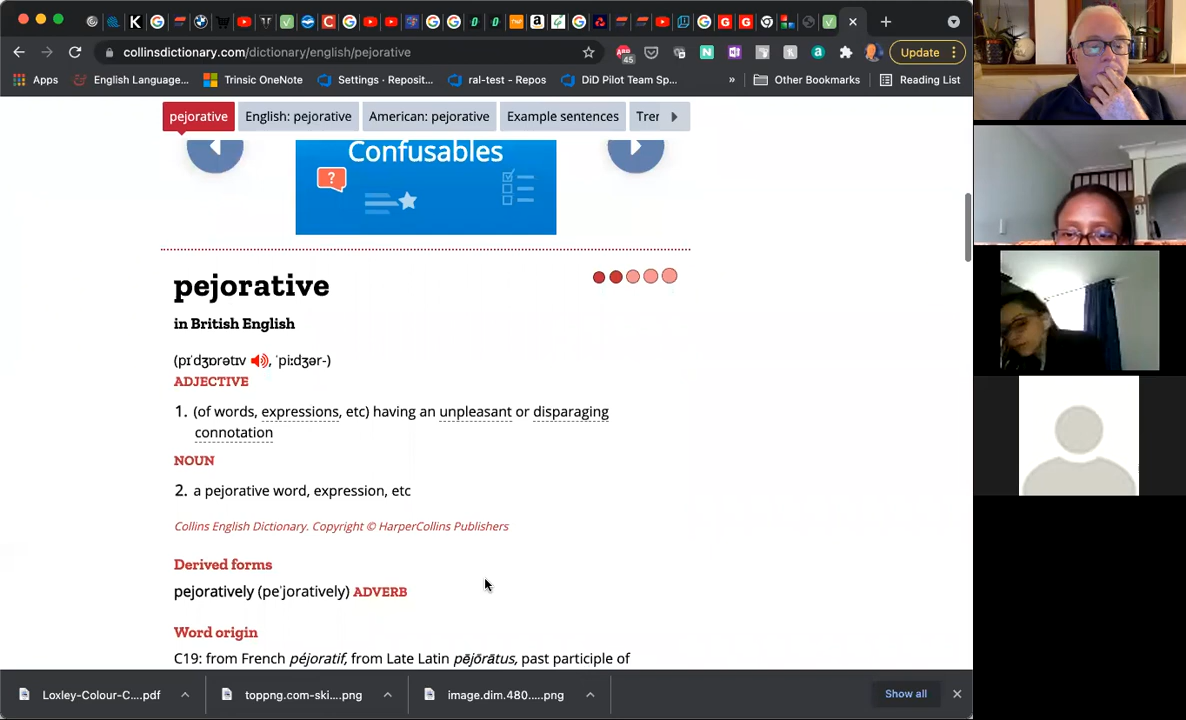 collinsdictionary.com/dictionary/english/pejorative
45
Update
Apps
English Language...
Trinsic OneNote
Settings · Reposit...
ral-test - Repos
DiD Pilot Team Sp...
»
Other Bookmarks
Reading List
pejorative
English: pejorative
American: pejorative
Example sentences
Trer
Confusables
?
pejorative
in British English
(pɪˈdʒɒrətɪv , ˈpiːdʒər-)
ADJECTIVE
1. (of words, expressions, etc) having an unpleasant or disparaging
connotation
NOUN
2. a pejorative word, expression, etc
Collins English Dictionary. Copyright © HarperCollins Publishers
Derived forms
pejoratively (peˈjoratively) ADVERB
Word origin
C19: from French péjoratif, from Late Latin pējōrātus, past participle of
Loxley-Colour-C....pdf
toppng.com-ski....png
image.dim.480.....png
Show all